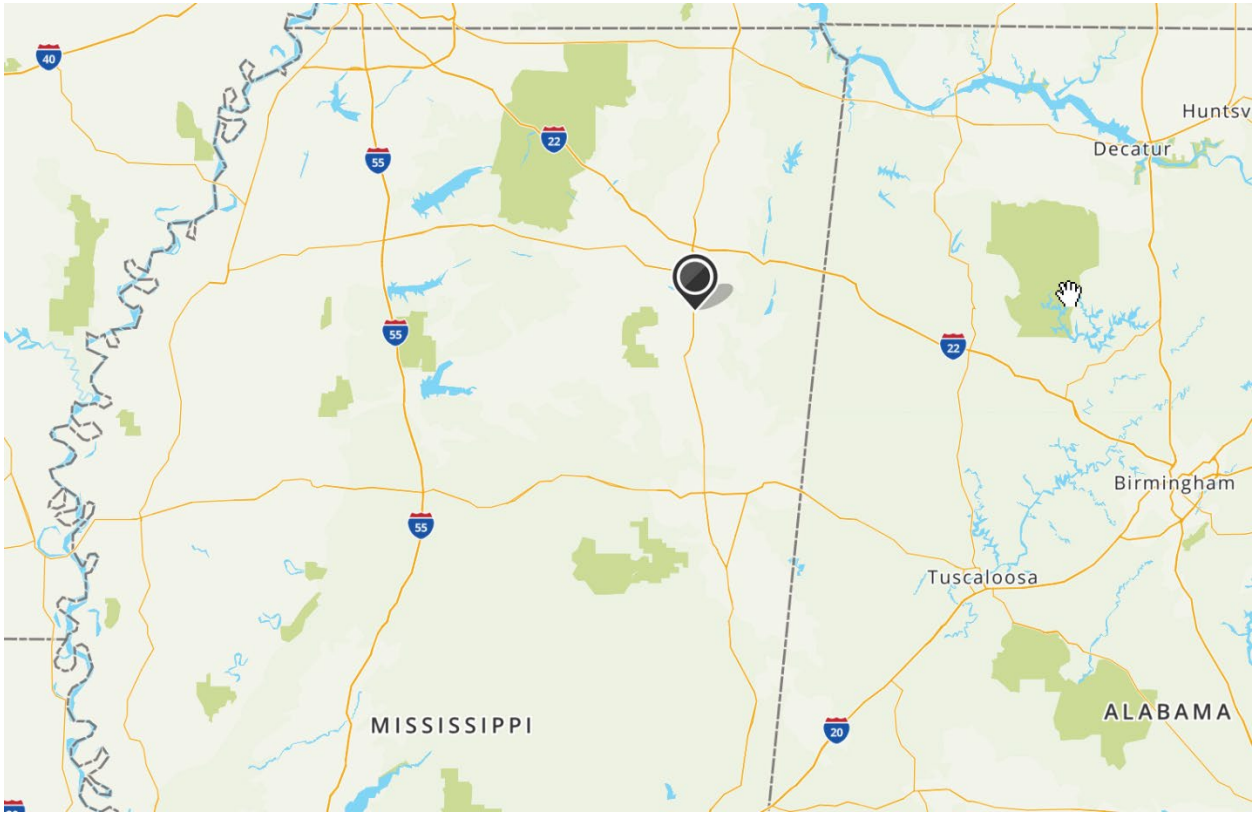 40
Huntsv
22
Decatur
55
55
22
Birmingham
55
Tuscaloosa
ALABAMA
MISSISSIPPI
20